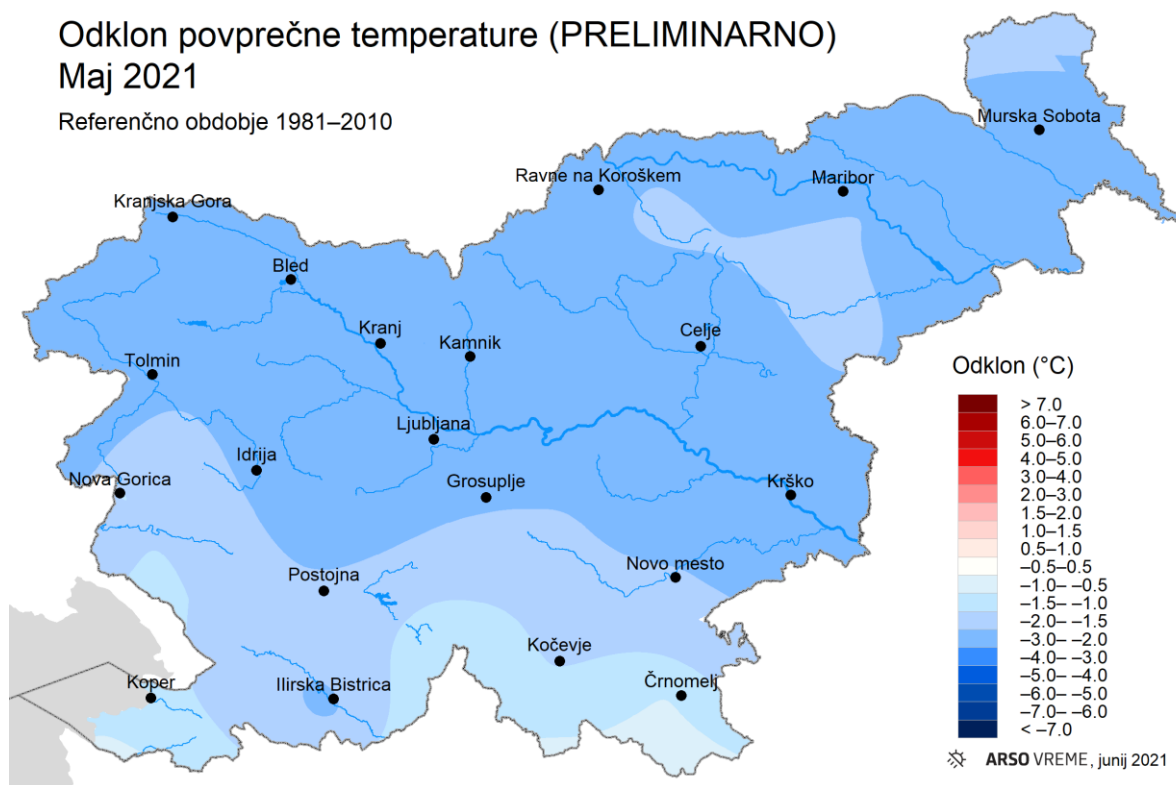 Odklon povprečne temperature (PRELIMINARNO)
Maj 2021
Referenčno obdobje 1981–2010
Murska Sobota
Ravne na Koroškem
Maribor
Kranjska Gora
Bled
Kranj
Kamnik
Celje
Tolmin
Ljubljana
Idrija
Nova Gorica
Grosuplje
Krško
Postojna
Novo mesto
Kočevje
Koper
Ilirska Bistrica
Črnomelj
Odklon (°C)
> 7.0
6.0–7.0
5.0–6.0
4.0–5.0
3.0–4.0
2.0–3.0
1.5–2.0
1.0–1.5
0.5–1.0
–0.5–0.5
–1.0– –0.5
–1.5– –1.0
–2.0– –1.5
–3.0– –2.0
–4.0– –3.0
–5.0– –4.0
–6.0– –5.0
–7.0– –6.0
< –7.0
ARSO VREME, junij 2021